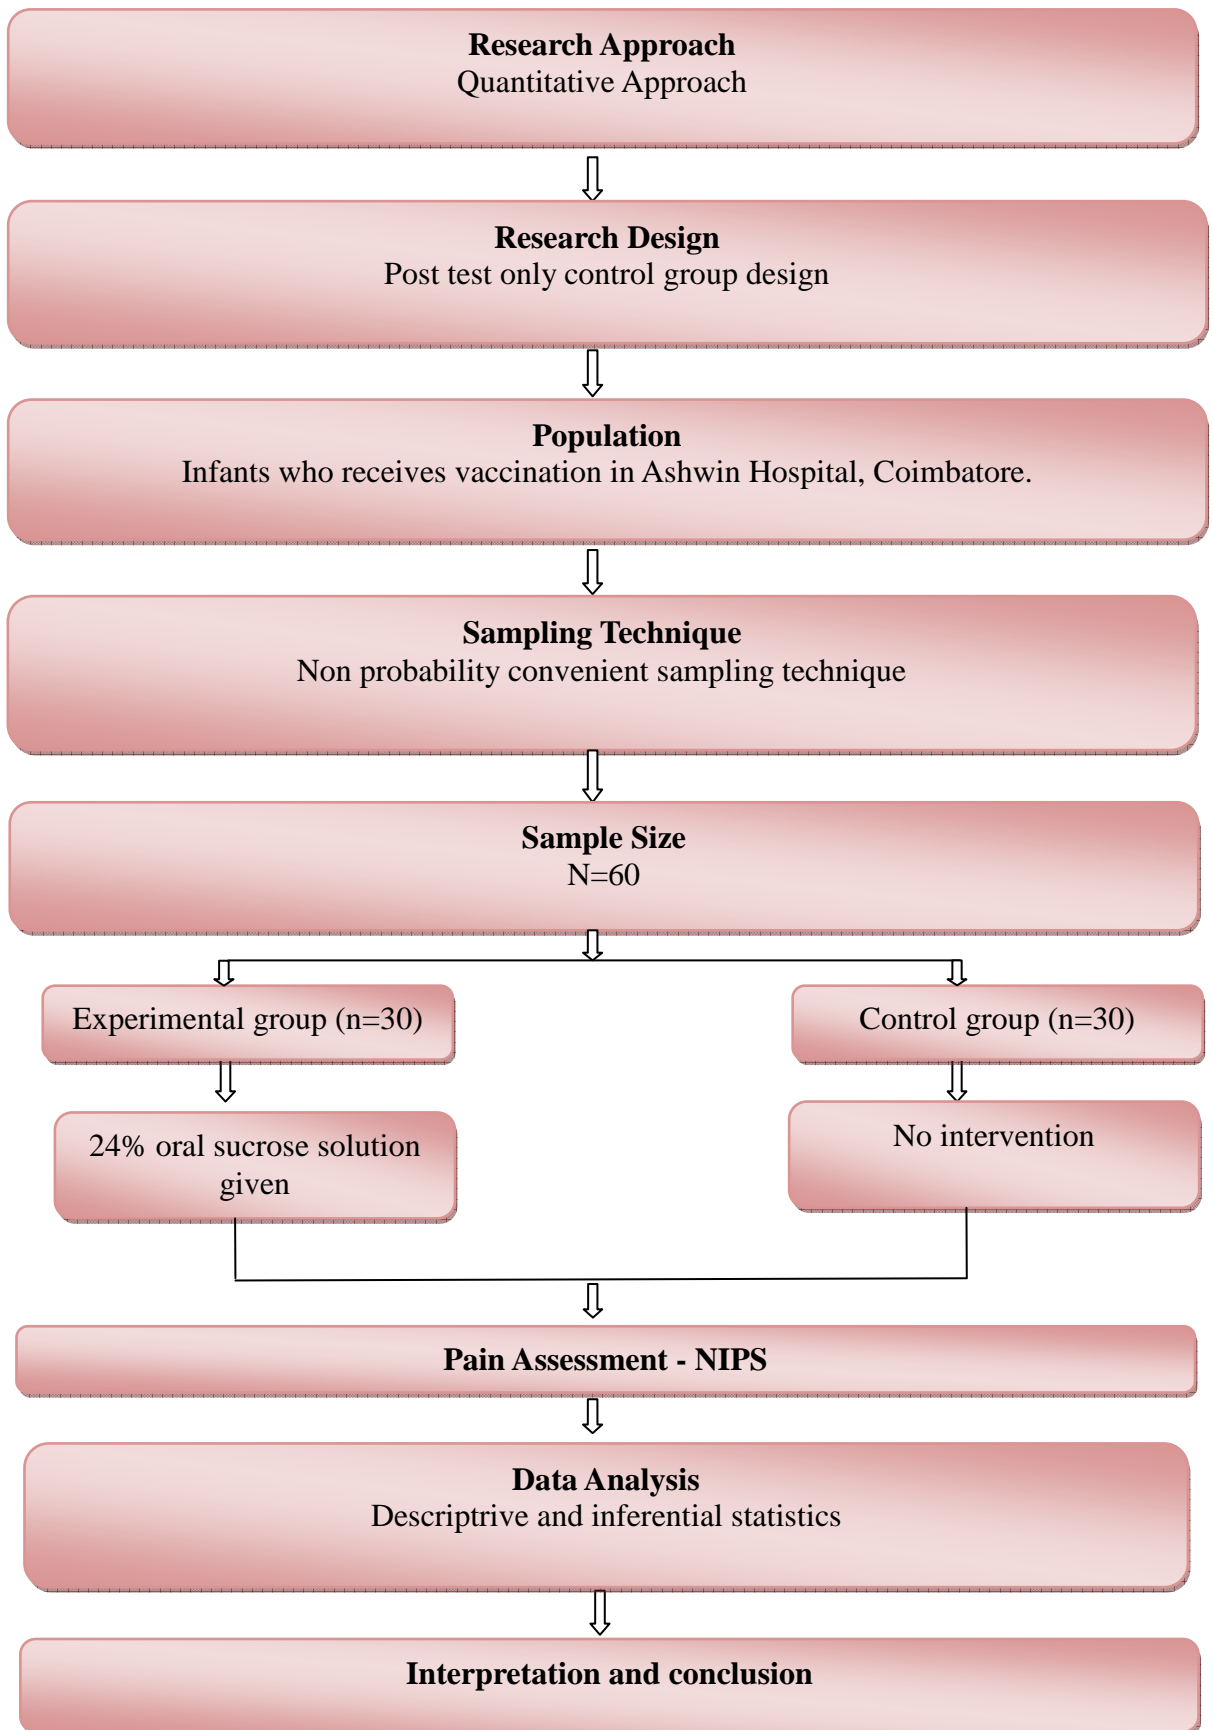 Research Approach
Quantitative Approach
Research Design
Post test only control group design
Population
Infants who receives vaccination in Ashwin Hospital, Coimbatore.
Sampling Technique
Non probability convenient sampling technique
Sample Size
N=60
Experimental group (n=30)
Control group (n=30)
24% oral sucrose solution
given
No intervention
Pain Assessment - NIPS
Data Analysis
Descriptrive and inferential statistics
Interpretation and conclusion